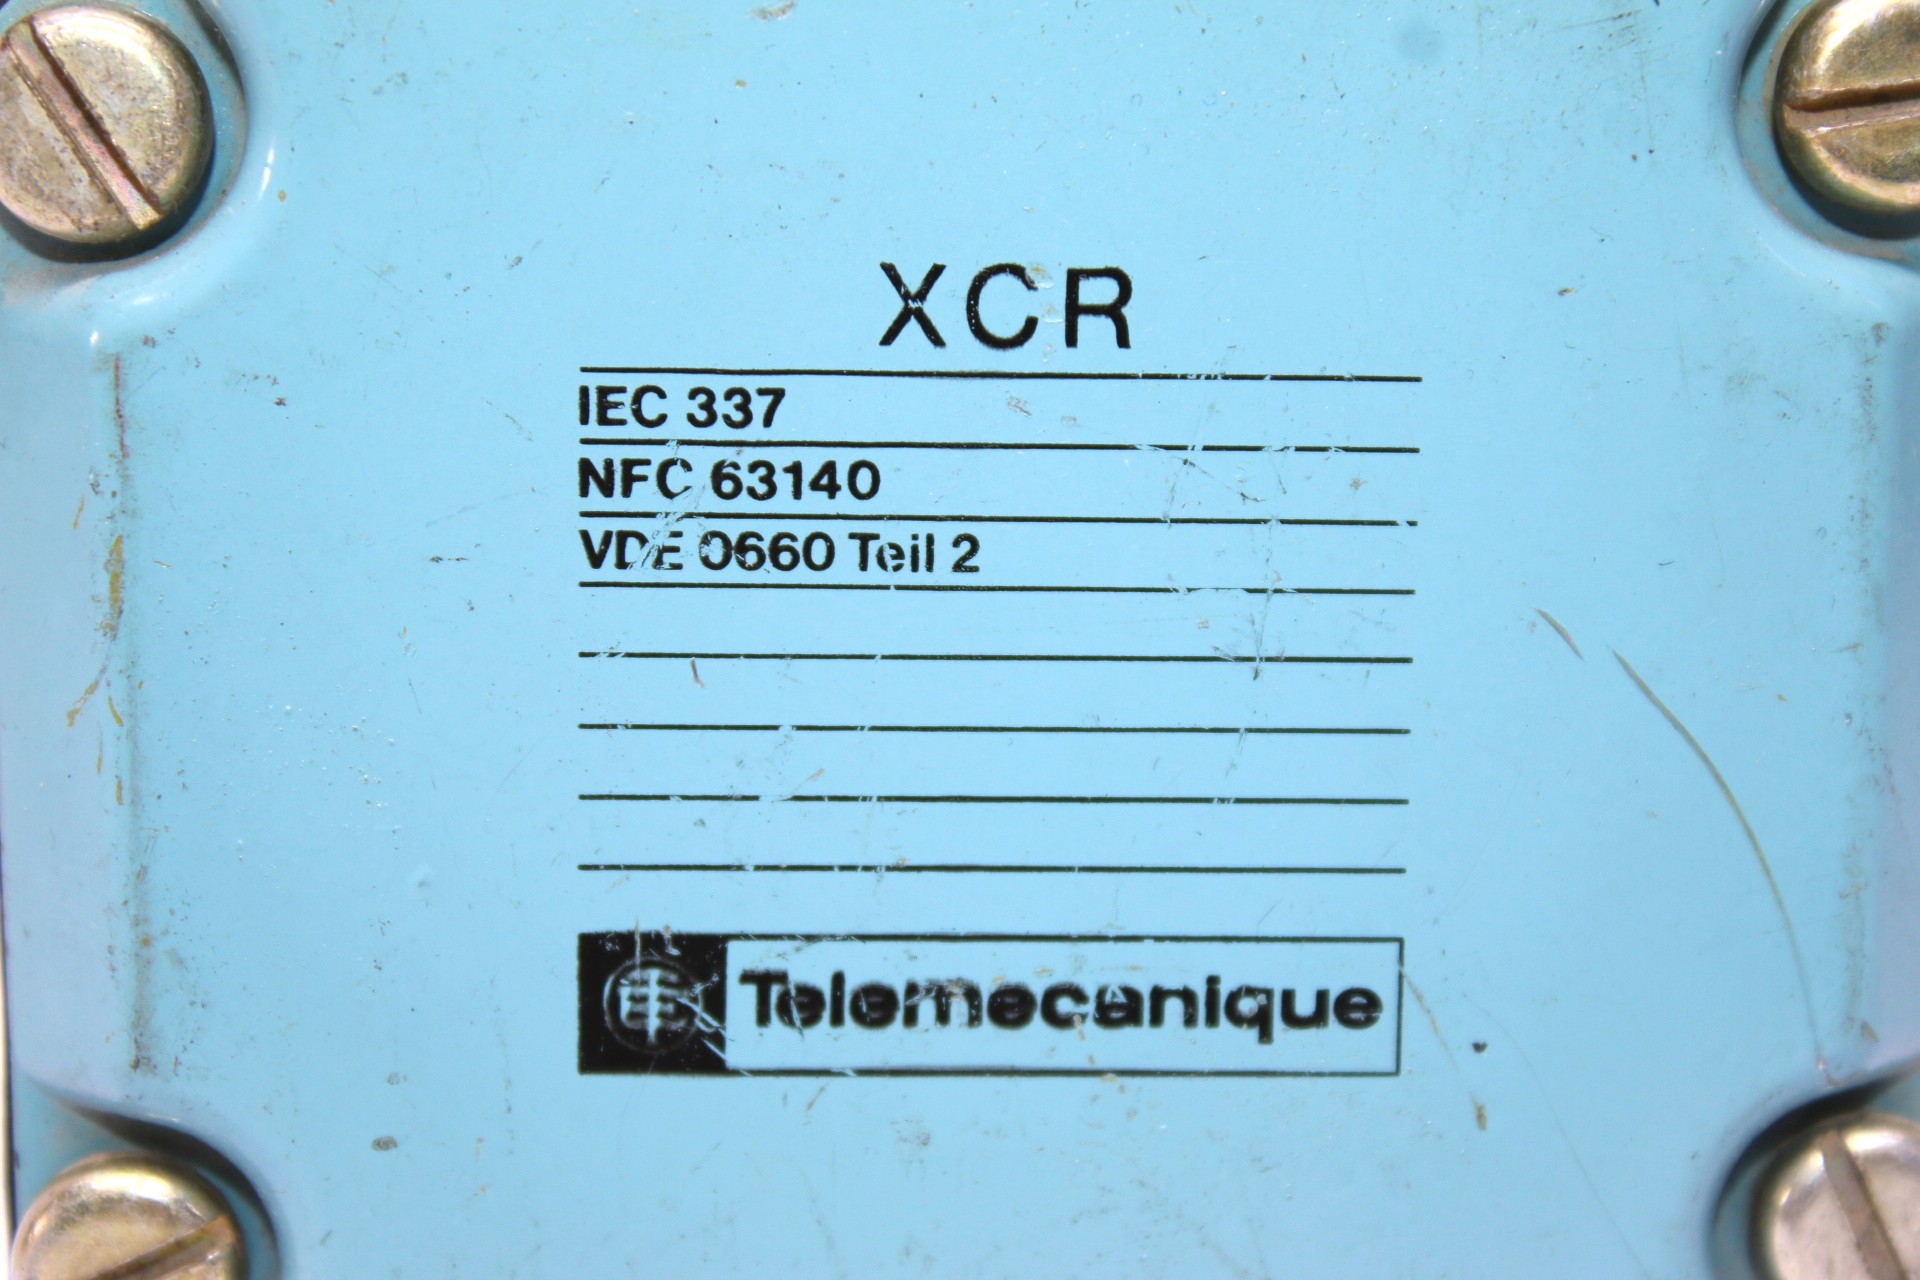 XCR
IEC 337
NFC 63140
VDE 0660 Teil 2
Telemecanique